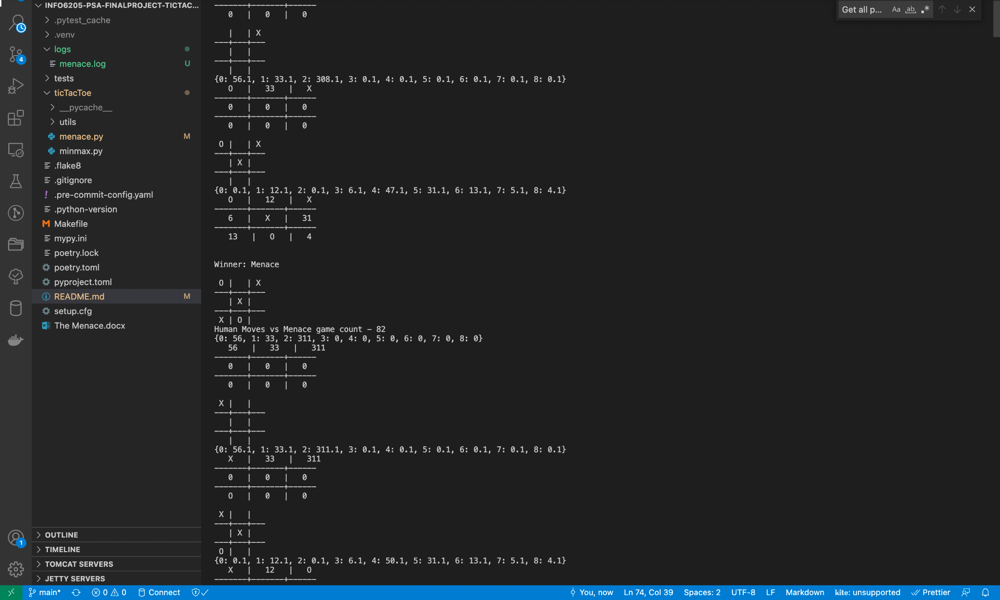 INFO6205-PSA-FINALPROJECT-TICTAC...
.pytest_cache
.venv
logs
menace.log U
tests
ticTacToe
__pycache__
utils
menace.py M
minmax.py
.flake8
.gitignore
! .pre-commit-config.yaml
.python-version
M Makefile
mypy.ini
poetry.lock
poetry.toml
pyproject.toml
README.md M
setup.cfg
The Menace.docx
OUTLINE
TIMELINE
TOMCAT SERVERS
JETTY SERVERS
4
1
Get all p... Aa ab .*
-------+-------+------
0 | 0 | 0
| | X
---+---+---
| |
---+---+---
| |
{0: 56.1, 1: 33.1, 2: 308.1, 3: 0.1, 4: 0.1, 5: 0.1, 6: 0.1, 7: 0.1, 8: 0.1}
O | 33 | X
-------+-------+------
0 | 0 | 0
-------+-------+------
0 | 0 | 0
O | | X
---+---+---
| X |
---+---+---
| |
{0: 0.1, 1: 12.1, 2: 0.1, 3: 6.1, 4: 47.1, 5: 31.1, 6: 13.1, 7: 5.1, 8: 4.1}
O | 12 | X
-------+-------+------
6 | X | 31
-------+-------+------
13 | O | 4
Winner: Menace
O | | X
---+---+---
| X |
---+---+---
X | O |
Human Moves vs Menace game count – 82
{0: 56, 1: 33, 2: 311, 3: 0, 4: 0, 5: 0, 6: 0, 7: 0, 8: 0}
56 | 33 | 311
-------+-------+------
0 | 0 | 0
-------+-------+------
0 | 0 | 0
X | |
---+---+---
| |
---+---+---
| |
{0: 56.1, 1: 33.1, 2: 311.1, 3: 0.1, 4: 0.1, 5: 0.1, 6: 0.1, 7: 0.1, 8: 0.1}
X | 33 | 311
-------+-------+------
0 | 0 | 0
-------+-------+------
O | 0 | 0
X | |
---+---+---
| X |
---+---+---
O | |
{0: 0.1, 1: 12.1, 2: 0.1, 3: 6.1, 4: 50.1, 5: 31.1, 6: 13.1, 7: 5.1, 8: 4.1}
X | 12 | O
-------+-------+------
main* 0 0 Connect You, now Ln 74, Col 39 Spaces: 2 UTF-8 LF Markdown kite: unsupported Prettier